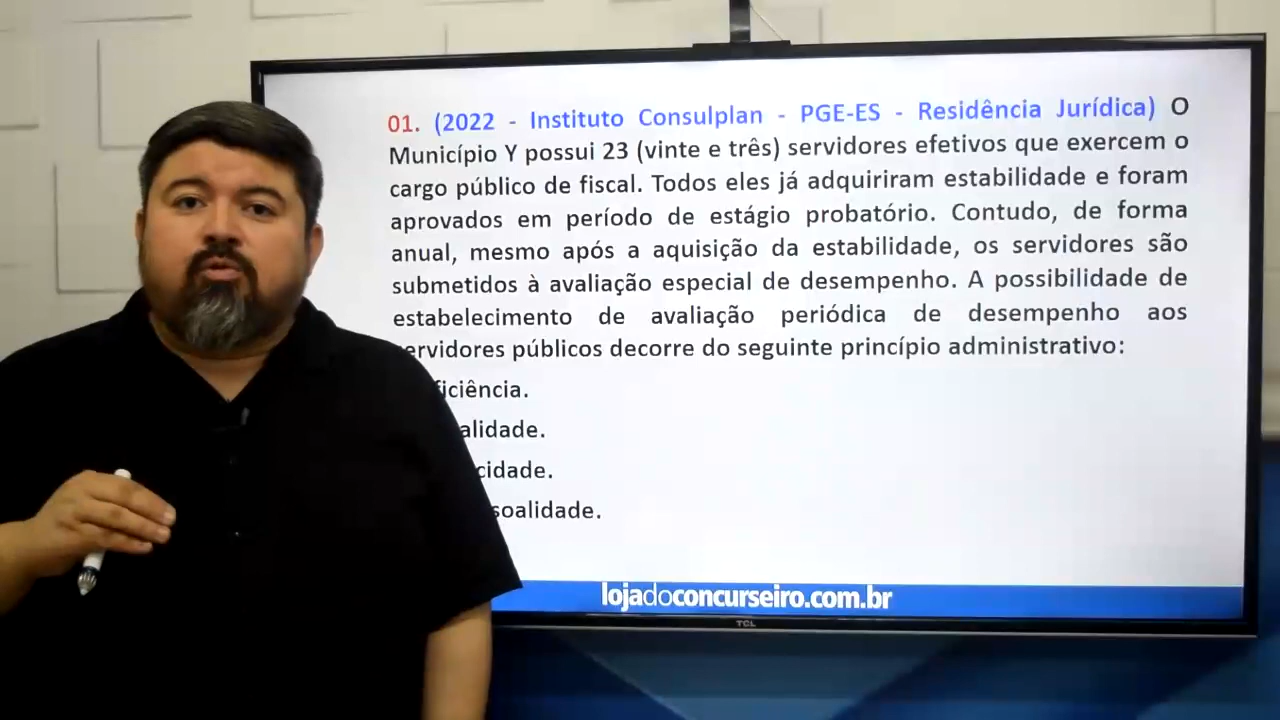 01. (2022 - Instituto Consulplan - PGE-ES - Residência Jurídica) O
Município Y possui 23 (vinte e três) servidores efetivos que exercem o
cargo público de fiscal. Todos eles já adquiriram estabilidade e foram
aprovados em período de estágio probatório. Contudo, de forma
anual, mesmo após a aquisição da estabilidade, os servidores são
submetidos à avaliação especial de desempenho. A possibilidade de
estabelecimento de avaliação periódica de desempenho aos
ervidores públicos decorre do seguinte princípio administrativo:
ficiência.
alidade.
cidade.
soalidade.
lojadoconcurseiro.com.br
TCL